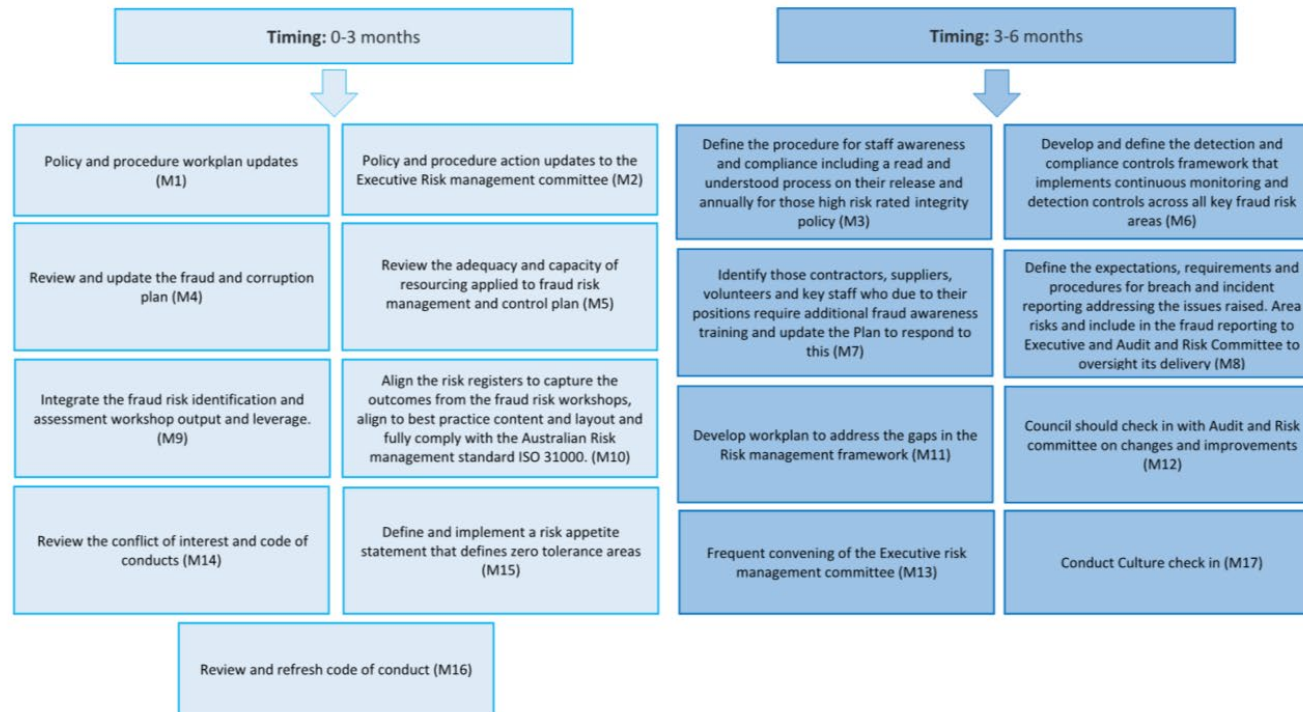 Timing: 0-3 months
Policy and procedure workplan updates
(M1)
Policy and procedure action updates to the
Executive Risk management committee (M2)
Review and update the fraud and corruption
plan (M4)
Review the adequacy and capacity of
resourcing applied to fraud risk
management and control plan (M5)
Integrate the fraud risk identification and
assessment workshop output and leverage.
(M9)
Align the risk registers to capture the
outcomes from the fraud risk workshops,
align to best practice content and layout and
fully comply with the Australian Risk
management standard ISO 31000. (M10)
Review the conflict of interest and code of
conducts (M14)
Define and implement a risk appetite
statement that defines zero tolerance areas
(M15)
Review and refresh code of conduct (M16)
Timing: 3-6 months
Define the procedure for staff awareness
and compliance including a read and
understood process on their release and
annually for those high risk rated integrity
policy (M3)
Develop and define the detection and
compliance controls framework that
implements continuous monitoring and
detection controls across all key fraud risk
areas (M6)
Identify those contractors, suppliers,
volunteers and key staff who due to their
positions require additional fraud awareness
training and update the Plan to respond to
this (M7)
Define the expectations, requirements and
procedures for breach and incident
reporting addressing the issues raised. Area
risks and include in the fraud reporting to
Executive and Audit and Risk Committee to
oversight its delivery (M8)
Develop workplan to address the gaps in the
Risk management framework (M11)
Council should check in with Audit and Risk
committee on changes and improvements
(M12)
Frequent convening of the Executive risk
management committee (M13)
Conduct Culture check in (M17)